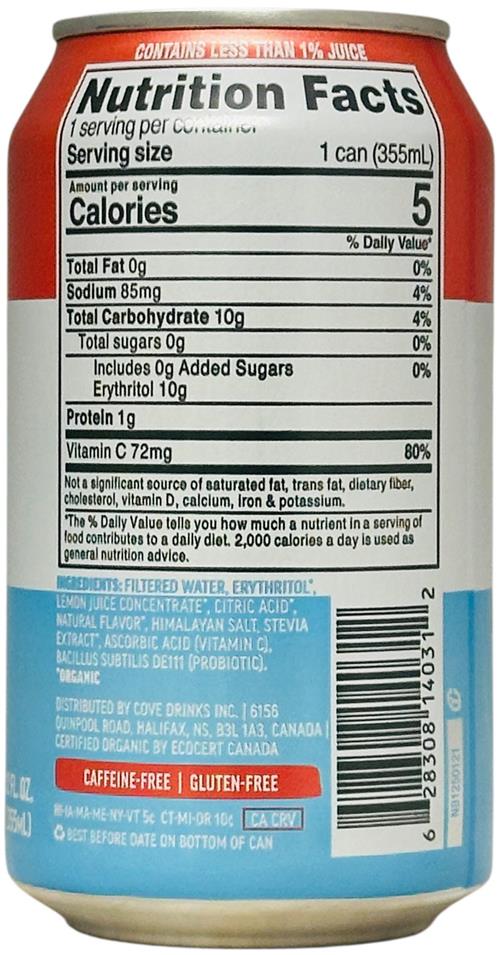 CONTAINS LESS THAN 1% JUICE
Nutrition Facts
1 serving per container
Serving size 1 can (355mL)
Amount per serving
Calories 5
% Daily Value*
Total Fat 0g 0%
Sodium 85mg 4%
Total Carbohydrate 10g 4%
Total sugars 0g 0%
Includes 0g Added Sugars 0%
Erythritol 10g
Protein 1g
Vitamin C 72mg 80%
Not a significant source of saturated fat, trans fat, dietary fiber,
cholesterol, vitamin D, calcium, iron & potassium.
*The % Daily Value tells you how much a nutrient in a serving of
food contributes to a daily diet. 2,000 calories a day is used as
general nutrition advice.
INGREDIENTS: FILTERED WATER, ERYTHRITOL*,
LEMON JUICE CONCENTRATE*, CITRIC ACID*,
NATURAL FLAVOR*, HIMALAYAN SALT, STEVIA
EXTRACT*, ASCORBIC ACID (VITAMIN C),
BACILLUS SUBTILIS DE111 (PROBIOTIC).
*ORGANIC
DISTRIBUTED BY COVE DRINKS INC. | 6156
QUINPOOL ROAD, HALIFAX, NS, B3L 1A3, CANADA |
CERTIFIED ORGANIC BY ECOCERT CANADA
CAFFEINE-FREE | GLUTEN-FREE
HI-IA-MA-ME-NY-VT 5¢ CT-MI-OR 10¢ CA CRV
BEST BEFORE DATE ON BOTTOM OF CAN
FL.OZ.
6 28308 14031 2
NB1250121